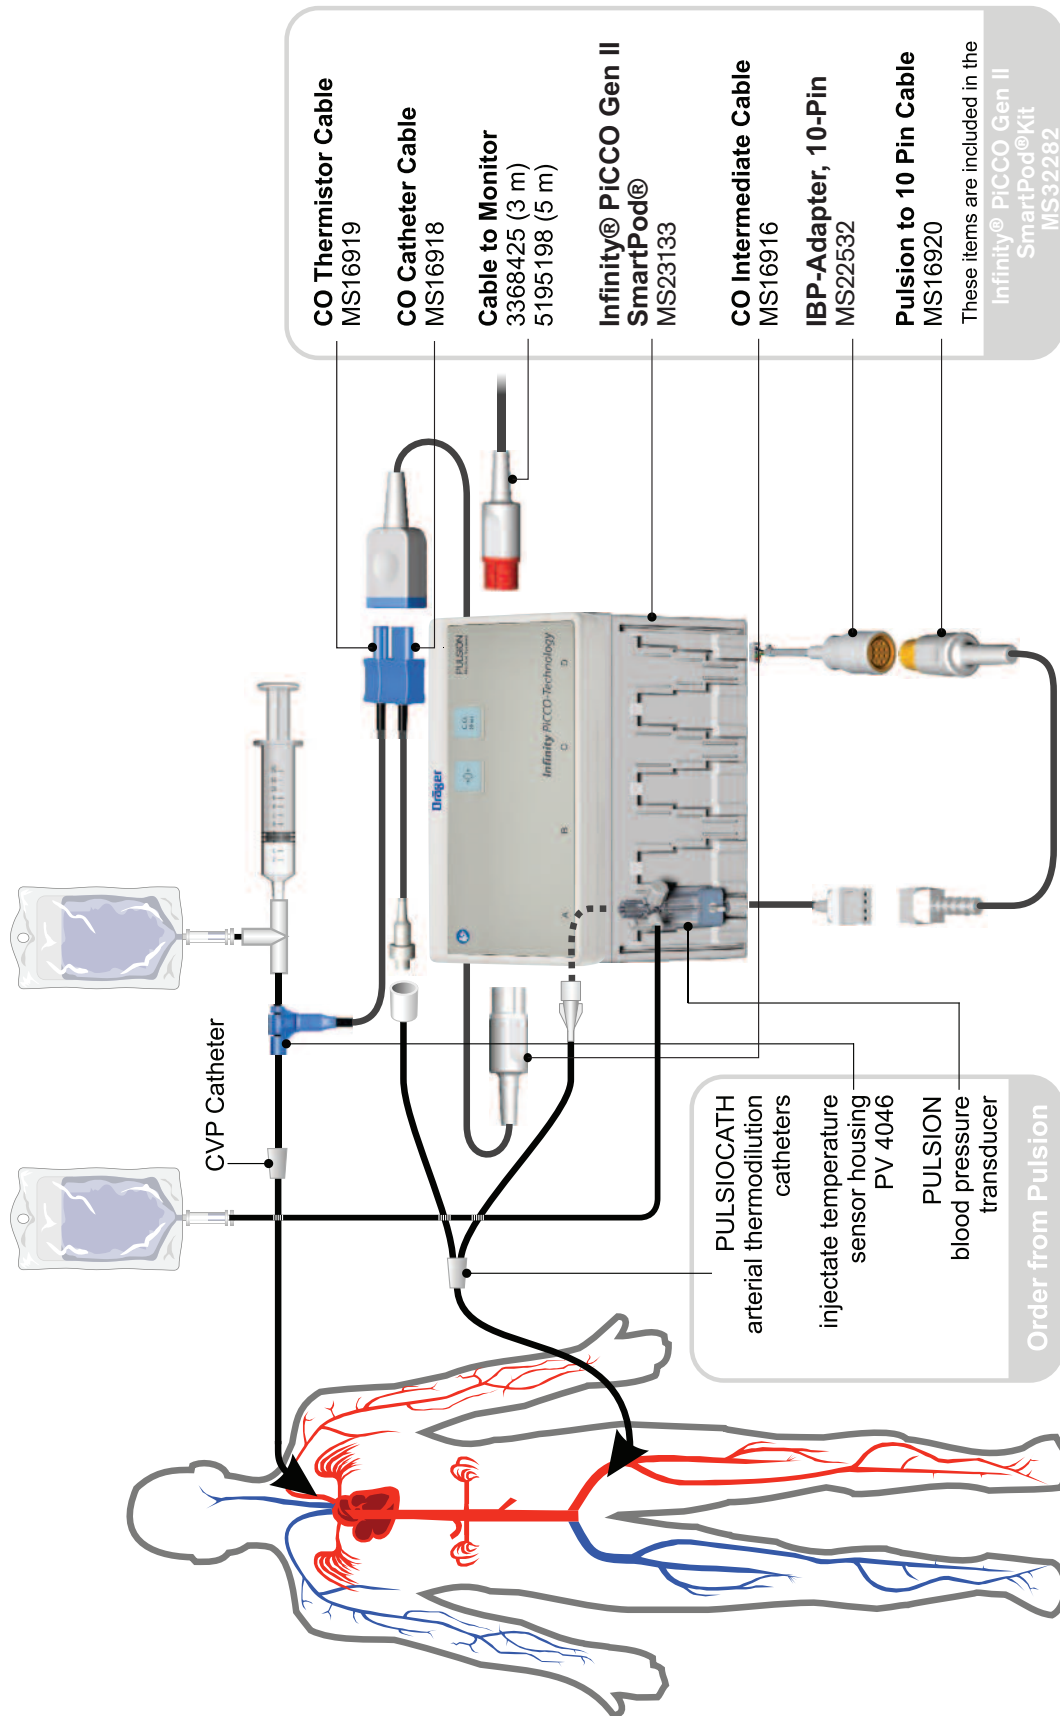 CVP Catheter
CO Thermistor Cable
MS16919
CO Catheter Cable
MS16918
Cable to Monitor
3368425 (3 m)
5195198 (5 m)
Infinity® PiCCO Gen II
SmartPod®
MS23133
CO Intermediate Cable
MS16916
IBP-Adapter, 10-Pin
MS22532
Pulsion to 10 Pin Cable
MS16920
These items are included in the
Infinity® PiCCO Gen II
SmartPod®Kit
MS32282
Dräger
PULSION
C.O.
Infinity PiCCO-Technology
A
B
C
D
PULSIOCATH
arterial thermodilution
catheters
injectate temperature
sensor housing
PV 4046
PULSION
blood pressure
transducer
Order from Pulsion